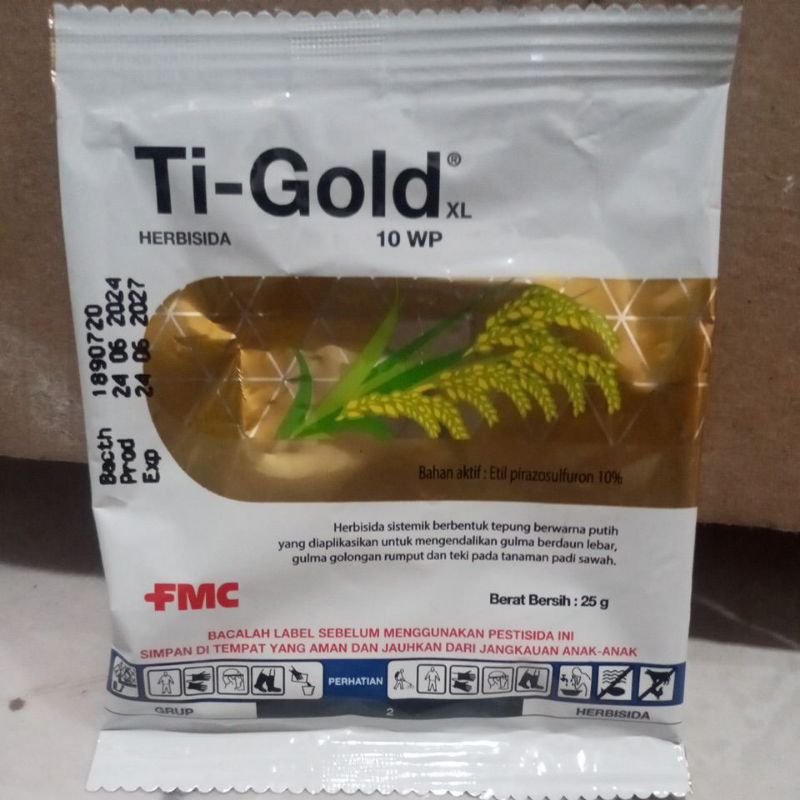 Ti-Gold®XL
HERBISIDA 10 WP
Bacth 1890720
Prod 24 06 2024
Exp 24 06 2027
Bahan aktif : Etil pirazosulfuron 10%
Herbisida sistemik berbentuk tepung berwarna putih
yang diaplikasikan untuk mengendalikan gulma berdaun lebar,
gulma golongan rumput dan teki pada tanaman padi sawah.
FMC
Berat Bersih : 25 g
BACALAH LABEL SEBELUM MENGGUNAKAN PESTISIDA INI
SIMPAN DI TEMPAT YANG AMAN DAN JAUHKAN DARI JANGKAUAN ANAK-ANAK
PERHATIAN
GRUP 2 HERBISIDA